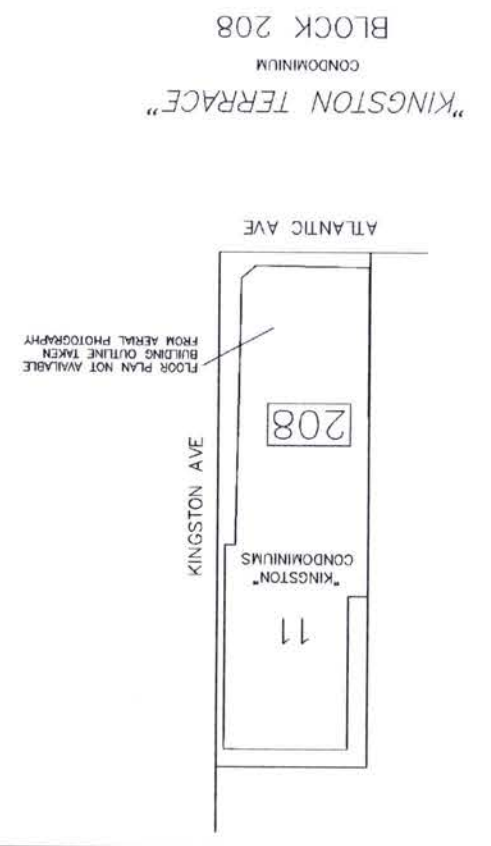 11
"KINGSTON"
CONDOMINIUMS
KINGSTON AVE
208
FLOOR PLAN NOT AVAILABLE
BUILDING OUTLINE TAKEN
FROM AERIAL PHOTOGRAPHY
ATLANTIC AVE
"KINGSTON TERRACE"
CONDOMINIUM
BLOCK 208